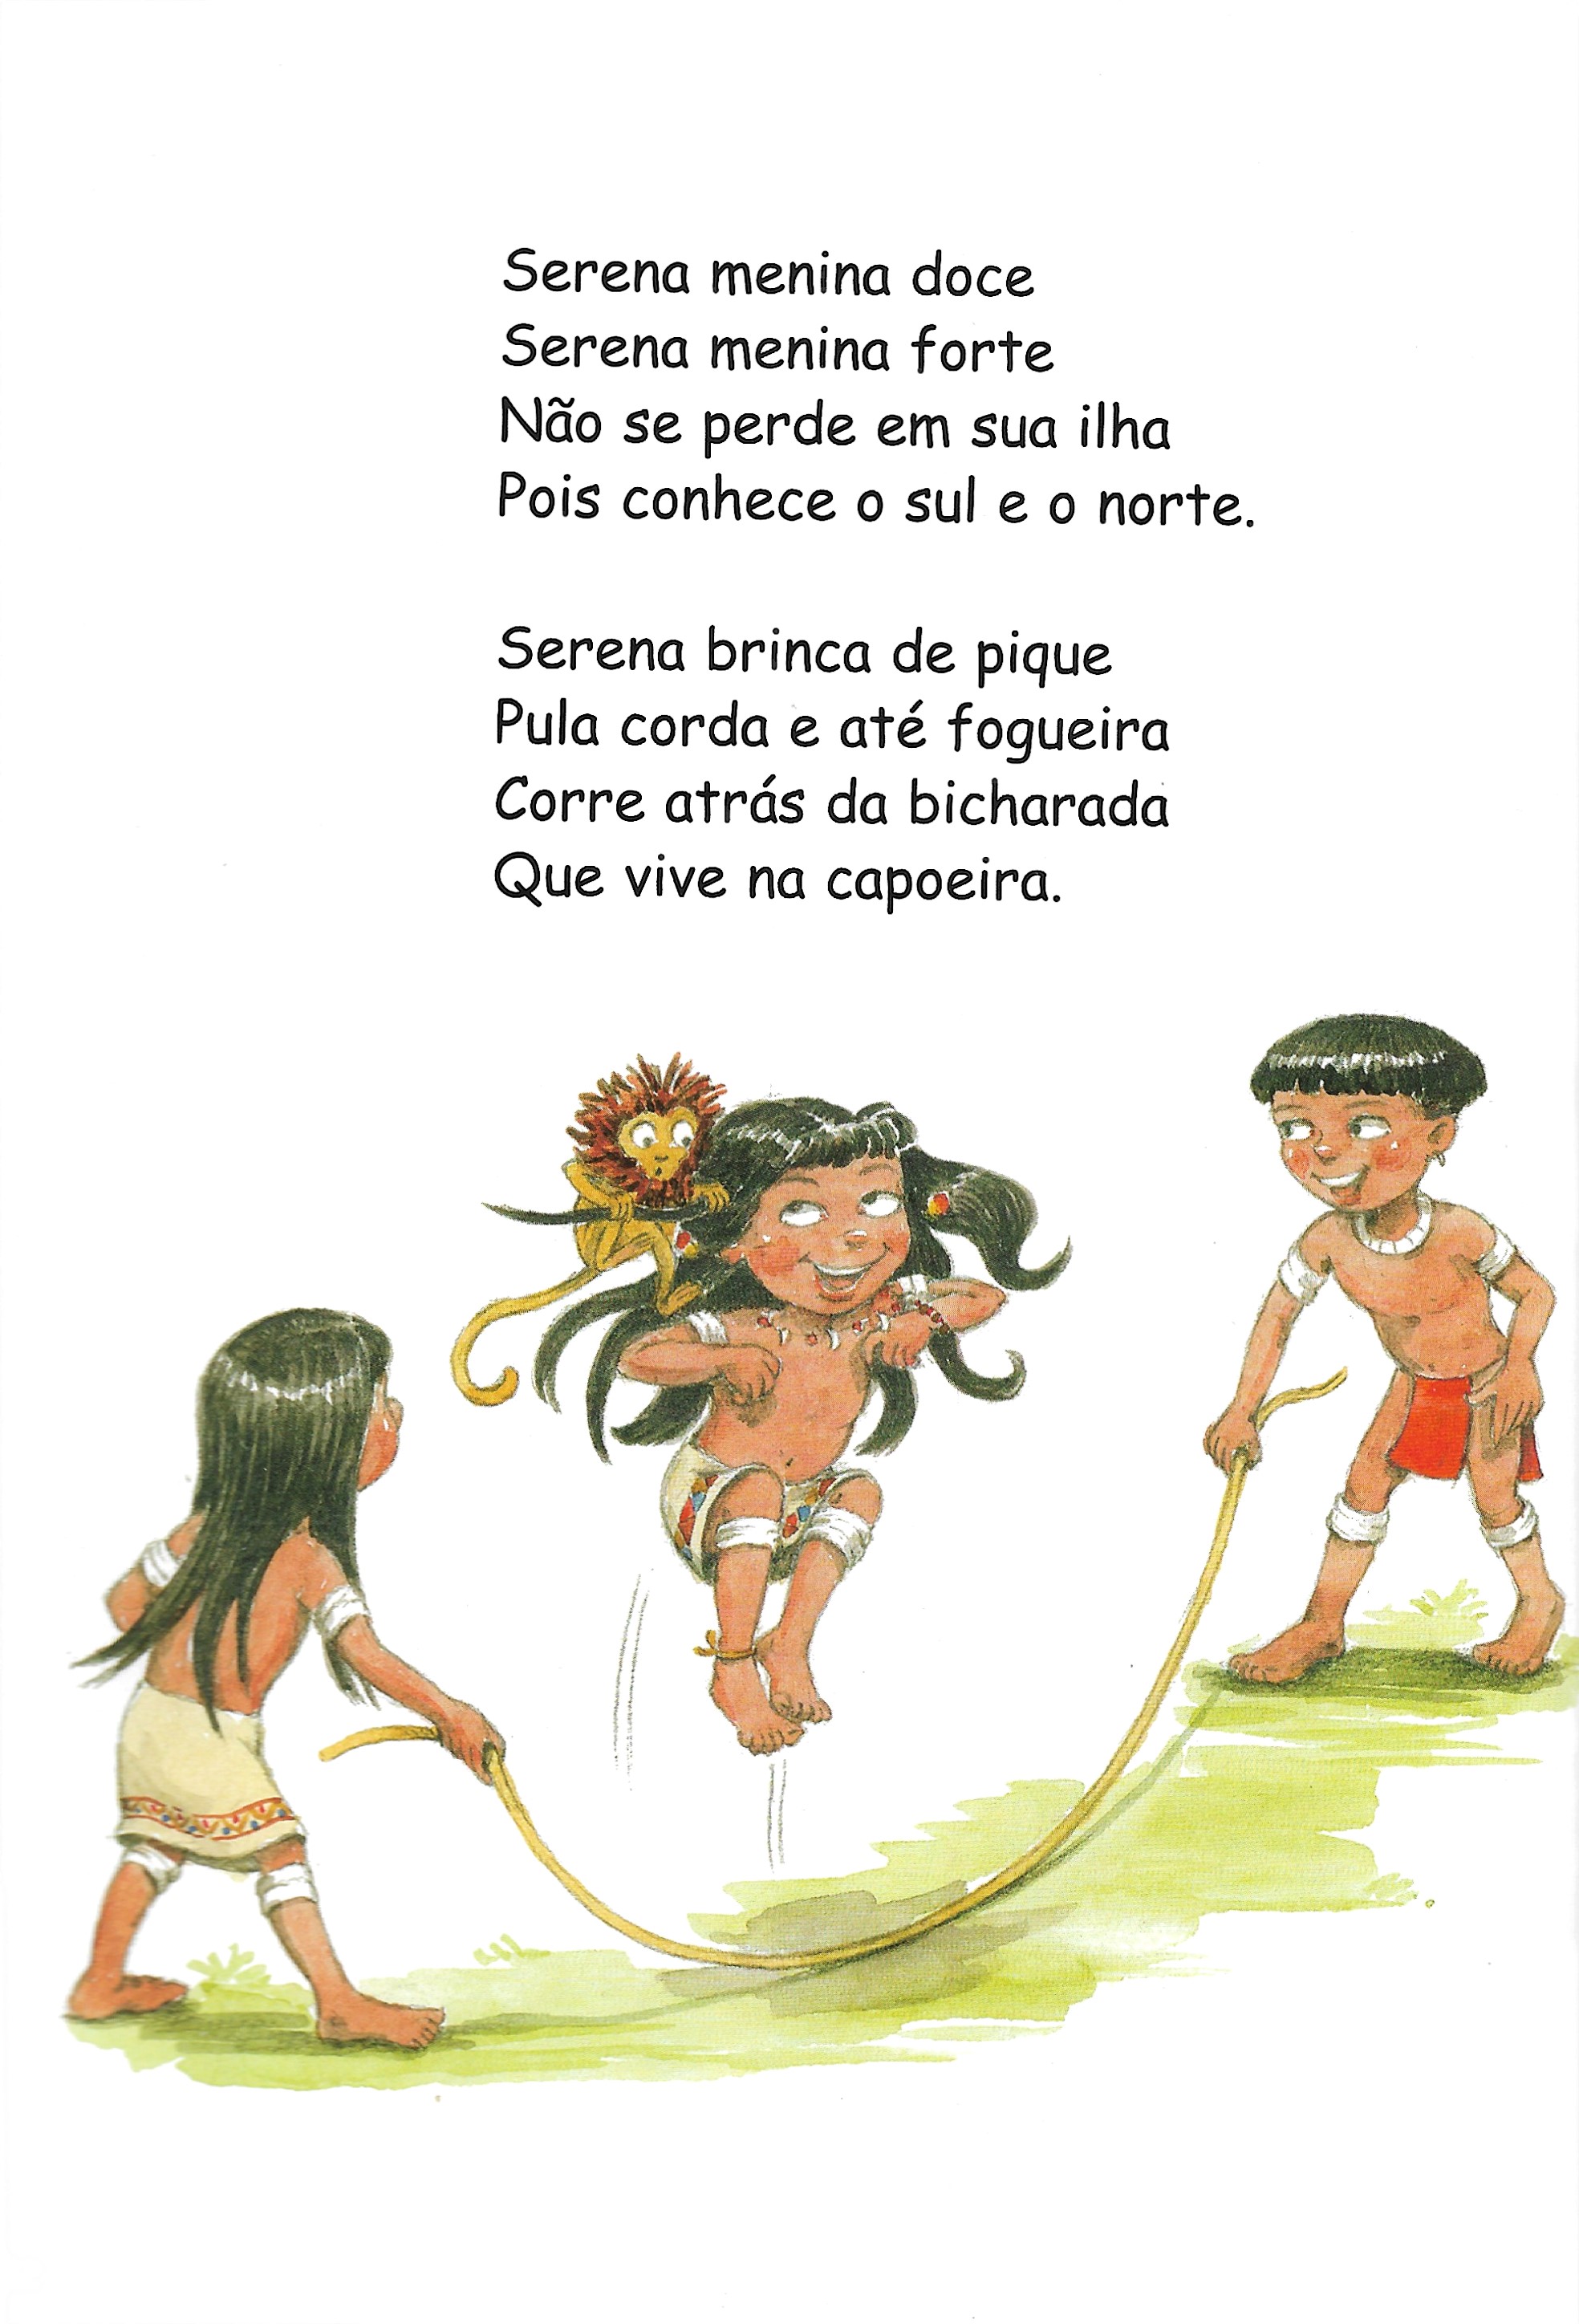 Serena menina doce
Serena menina forte
Não se perde em sua ilha
Pois conhece o sul e o norte.
Serena brinca de pique
Pula corda e até fogueira
Corre atrás da bicharada
Que vive na capoeira.